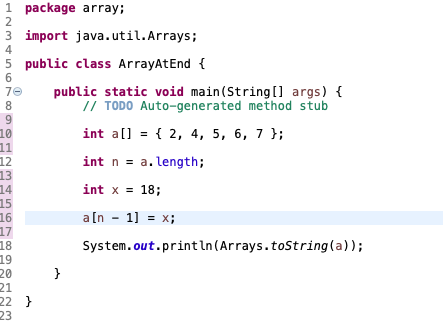 1 package array;
2
3 import java.util.Arrays;
4
5 public class ArrayAtEnd {
6
7 public static void main(String[] args) {
8 // TODO Auto-generated method stub
9
10 int a[] = { 2, 4, 5, 6, 7 };
11
12 int n = a.length;
13
14 int x = 18;
15
16 a[n - 1] = x;
17
18 System.out.println(Arrays.toString(a));
19
20 }
21
22 }
23